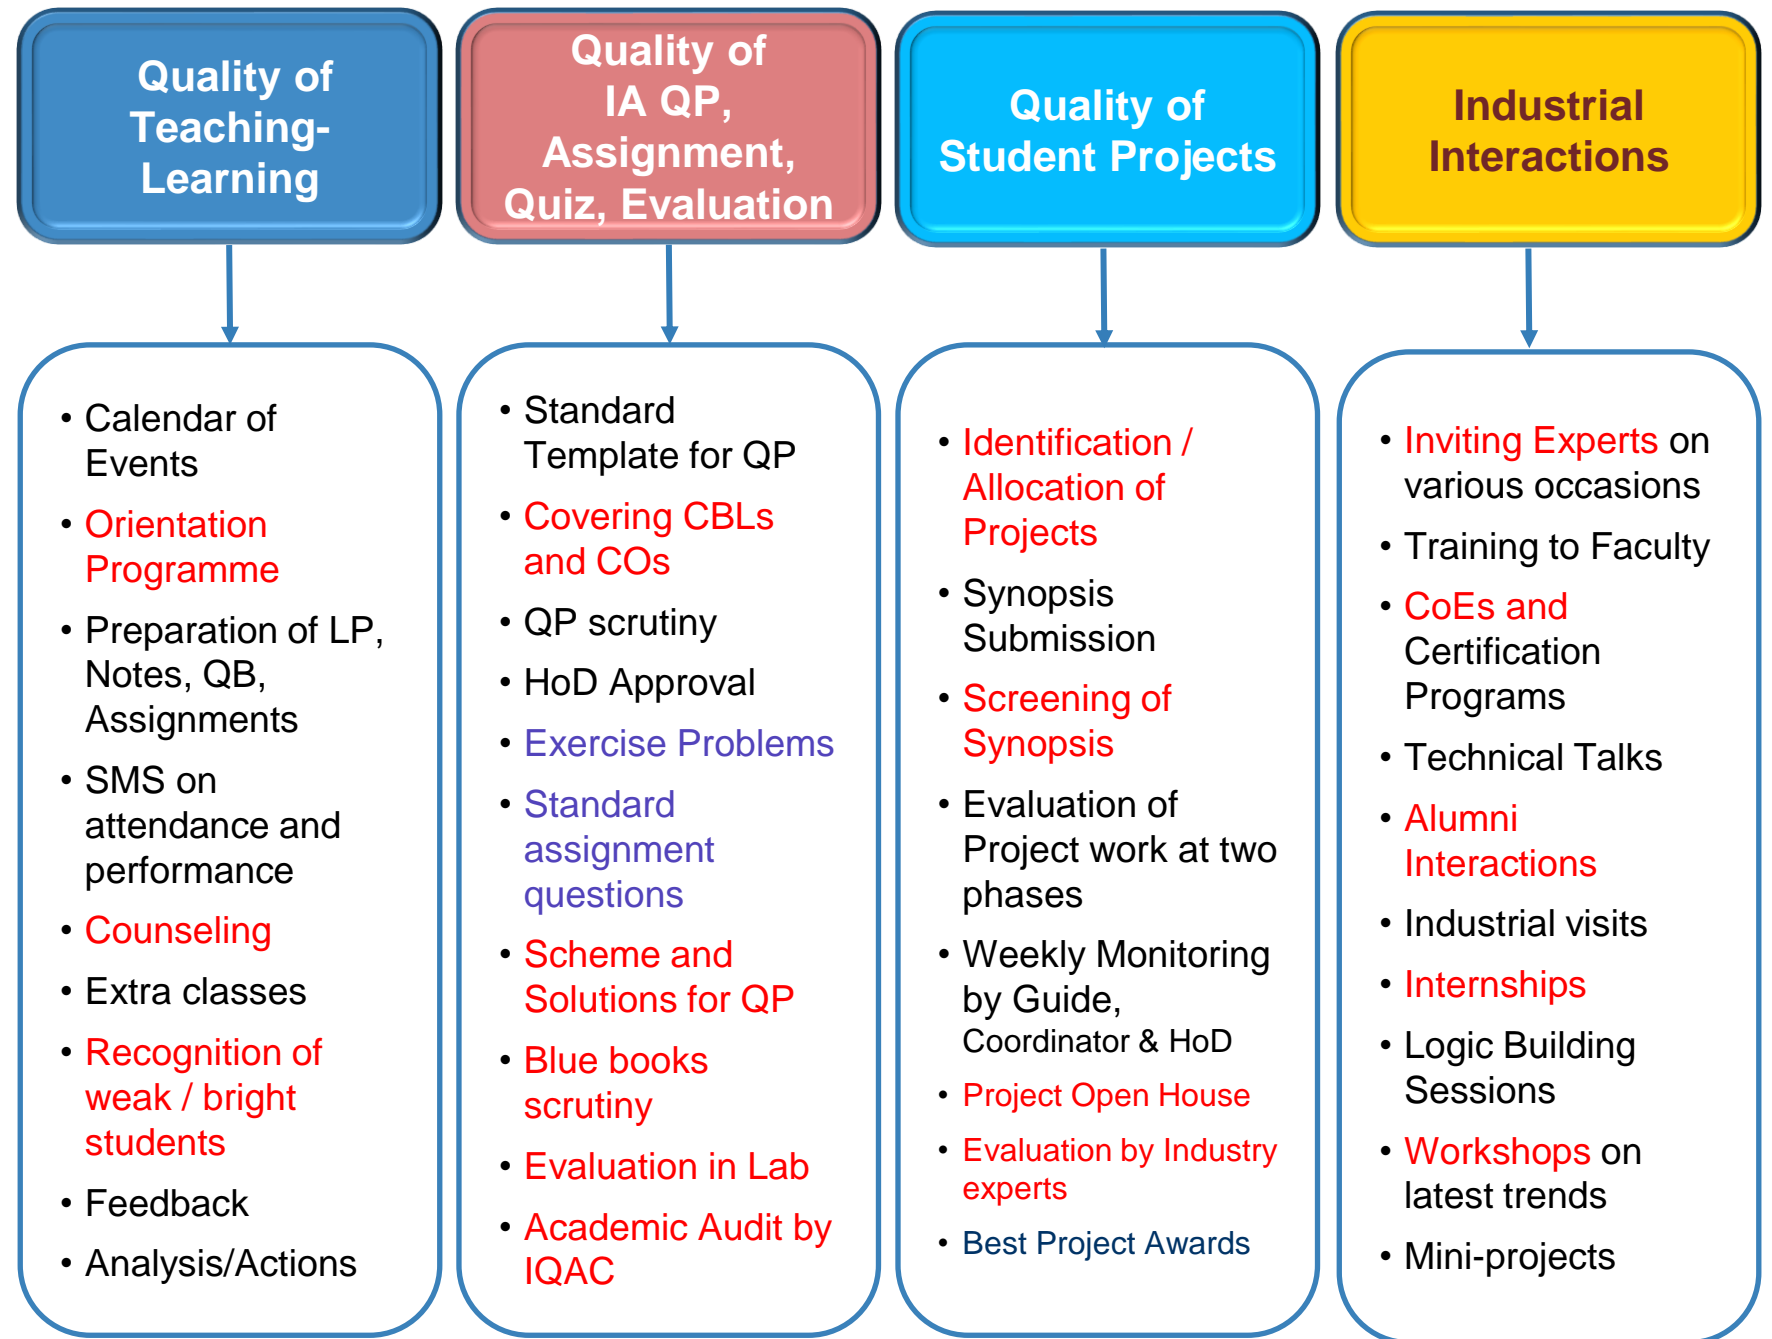 Quality of
Teaching-
Learning
• Calendar of
Events
• Orientation
Programme
• Preparation of LP,
Notes, QB,
Assignments
• SMS on
attendance and
performance
• Counseling
• Extra classes
• Recognition of
weak / bright
students
• Feedback
• Analysis/Actions
Quality of
IA QP,
Assignment,
Quiz, Evaluation
• Standard
Template for QP
• Covering CBLs
and COs
• QP scrutiny
• HoD Approval
• Exercise Problems
• Standard
assignment
questions
• Scheme and
Solutions for QP
• Blue books
scrutiny
• Evaluation in Lab
• Academic Audit by
IQAC
Quality of
Student Projects
• Identification /
Allocation of
Projects
• Synopsis
Submission
• Screening of
Synopsis
• Evaluation of
Project work at two
phases
• Weekly Monitoring
by Guide,
Coordinator & HoD
• Project Open House
• Evaluation by Industry
experts
• Best Project Awards
Industrial
Interactions
• Inviting Experts on
various occasions
• Training to Faculty
• CoEs and
Certification
Programs
• Technical Talks
• Alumni
Interactions
• Industrial visits
• Internships
• Logic Building
Sessions
• Workshops on
latest trends
• Mini-projects